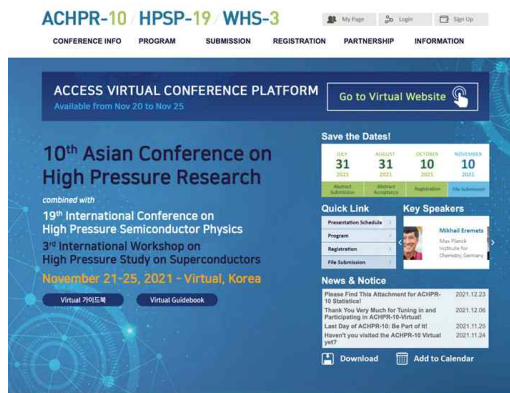 ACHPR-10 / HPSP-19 / WHS-3
My Page
Login
Sign Up
CONFERENCE INFO
PROGRAM
SUBMISSION
REGISTRATION
PARTNERSHIP
INFORMATION
ACCESS VIRTUAL CONFERENCE PLATFORM
Available from Nov 20 to Nov 25
Go to Virtual Website
10th Asian Conference on
High Pressure Research
combined with
19th International Conference on
High Pressure Semiconductor Physics
3rd International Workshop on
High Pressure Study on Superconductors
November 21-25, 2021 - Virtual, Korea
Virtual 가이드북
Virtual Guidebook
Save the Dates!
JULY
31
2021
Abstract
Submission
AUGUST
31
2021
Abstract
Acceptance
OCTOBER
10
2021
Registration
NOVEMBER
10
2021
File Submission
Quick Link
Presentation Schedule
Program
Registration
File Submission
Key Speakers
Mikhail Eremets
Max Planck
Institute for
Chemistry, Germany
News & Notice
Please Find This Attachment for ACHPR-
10 Statistics!
2021.12.23
Thank You Very Much for Tuning in and
Participating in ACHPR-10-Virtual!
2021.12.06
Last Day of ACHPR-10: Be Part of It!
2021.11.25
Haven't you visited the ACHPR-10 Virtual
yet?
2021.11.24
Download
Add to Calendar